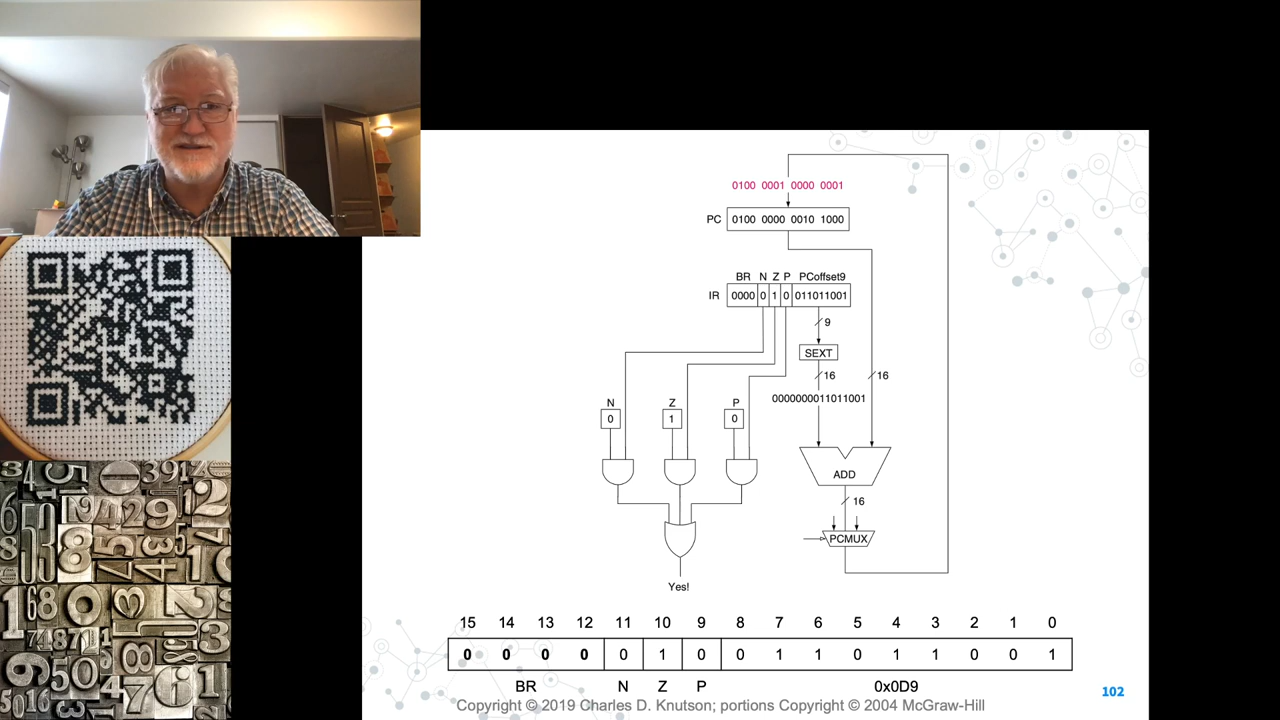 0100 0001 0000 0001
PC 0100 0000 0010 1000
BR N Z P PCoffset9
IR 0000 0 1 0 011011001
9
SEXT
16 16
0000000011011001
N Z P
0 1 0
ADD
16
PCMUX
Yes!
15 14 13 12 11 10 9 8 7 6 5 4 3 2 1 0
0 0 0 0 0 1 0 0 1 1 0 1 1 0 0 1
BR N Z P 0x0D9
Copyright © 2019 Charles D. Knutson; portions Copyright © 2004 McGraw-Hill
102